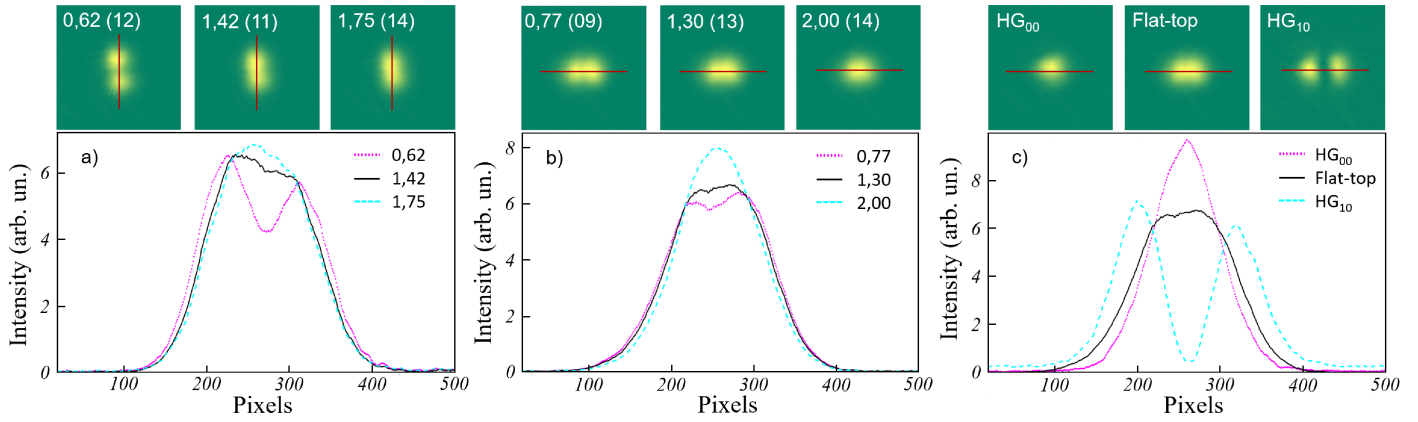 0,62 (12) 1,42 (11) 1,75 (14)
0,77 (09) 1,30 (13) 2,00 (14)
HG₀₀ Flat-top HG₁₀
a)
0,62
1,42
1,75
Intensity (arb. un.)
6
4
2
0
100 200 300 400 500
Pixels
b)
0,77
1,30
2,00
Intensity (arb. un.)
8
6
4
2
0
100 200 300 400 500
Pixels
c)
HG₀₀
Flat-top
HG₁₀
Intensity (arb. un.)
8
6
4
2
0
100 200 300 400 500
Pixels